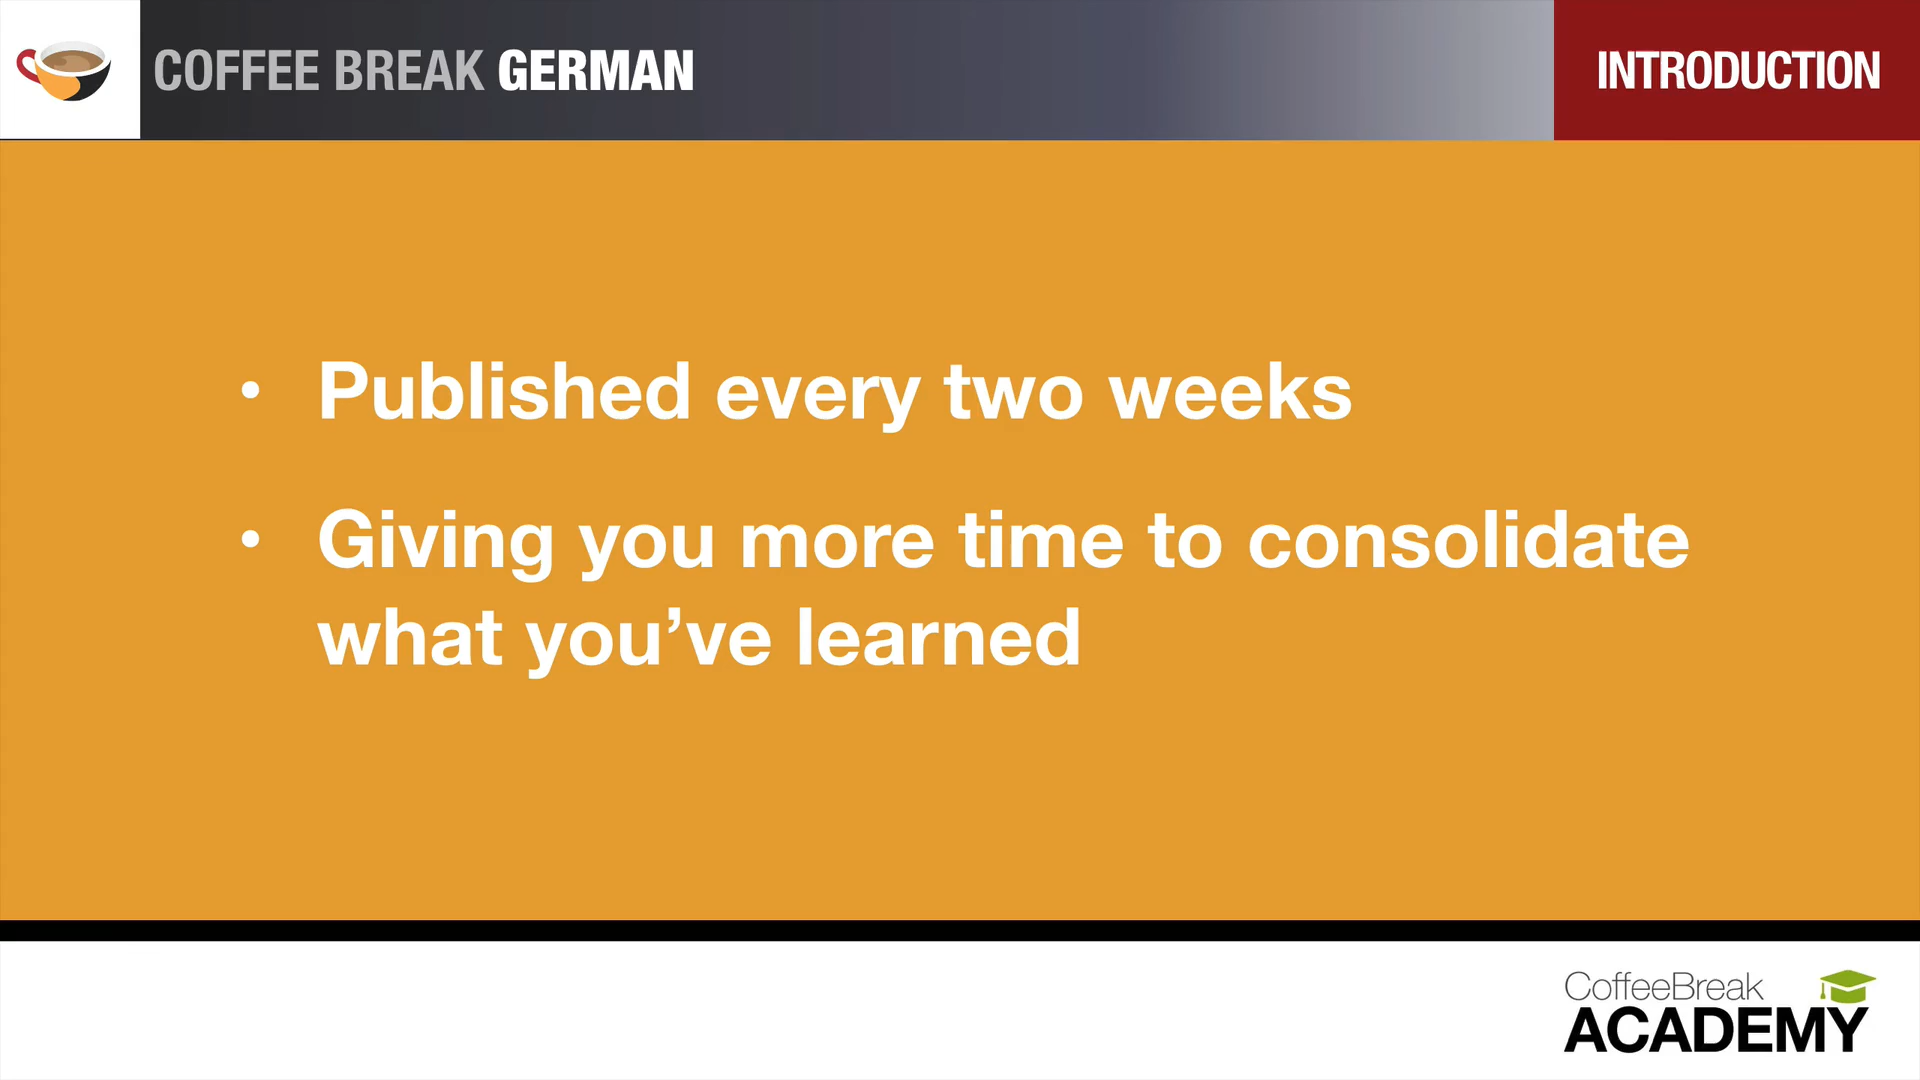 COFFEE BREAK GERMAN
INTRODUCTION
• Published every two weeks
• Giving you more time to consolidate
what you’ve learned
CoffeeBreak
ACADEMY